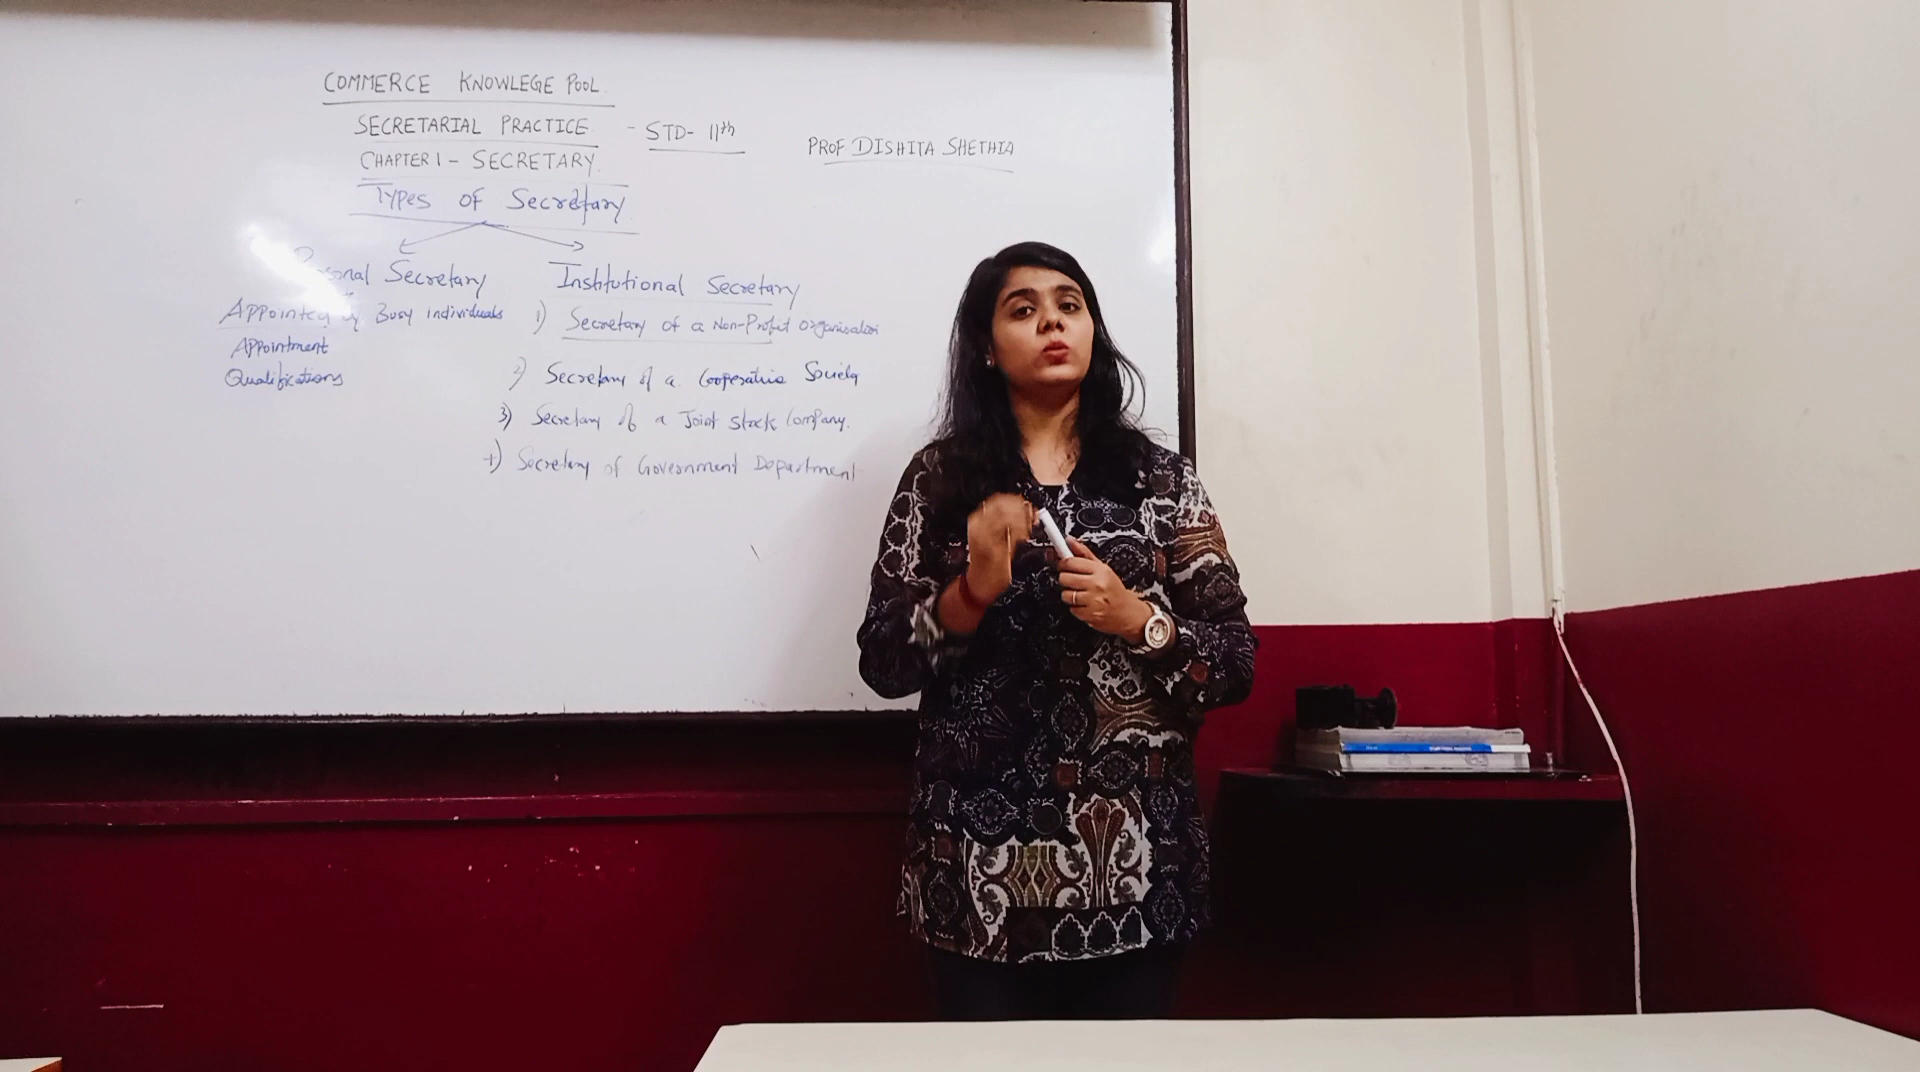 COMMERCE KNOWLEGE POOL.
SECRETARIAL PRACTICE - STD- 11th
PROF DISHITA SHETHIA
CHAPTER 1 - SECRETARY.
Types of Secretary
Personal Secretary
Appointed by Busy individuals
Appointment
Qualifications
Institutional Secretary
1) Secretary of a Non-Profit organisation
2) Secretary of a Cooperative Society
3) Secretary of a Joint Stock Company.
4) Secretary of Government Department